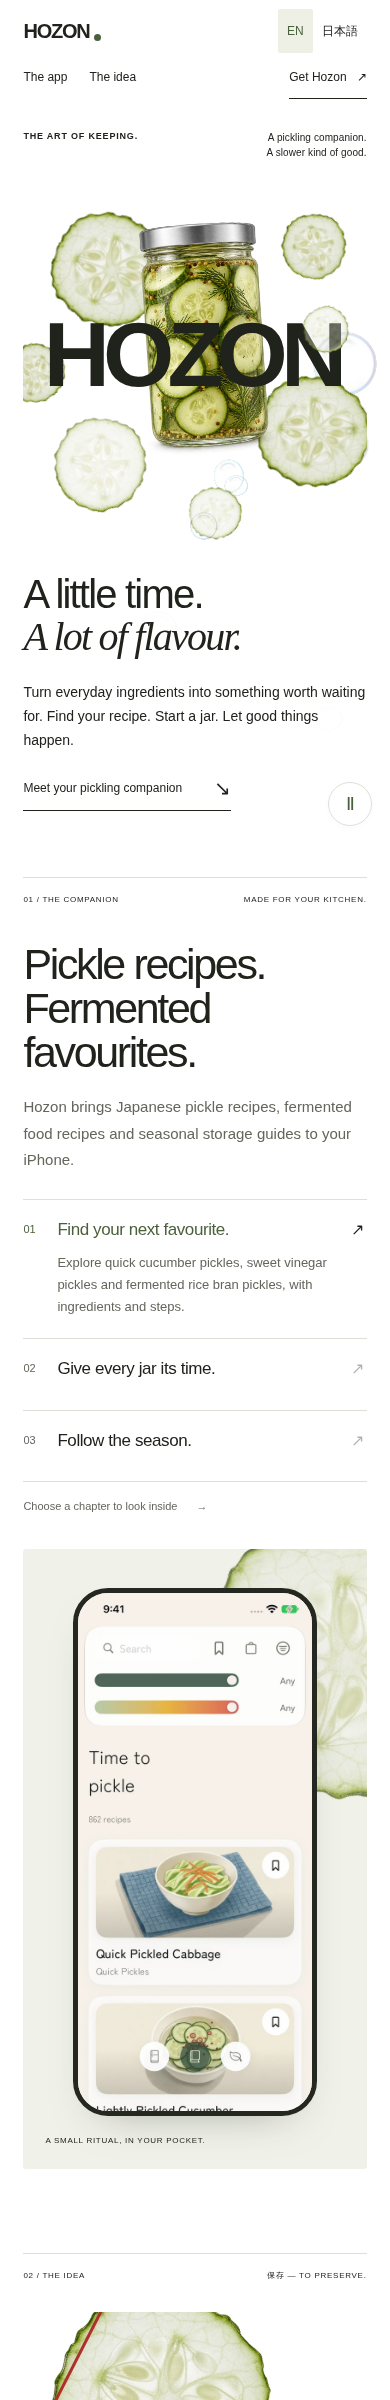 HOZON
EN 日本語
The app The idea Get Hozon ↗
THE ART OF KEEPING.
A pickling companion.
A slower kind of good.
HOZON
A little time.
A lot of flavour.
Turn everyday ingredients into something worth waiting
for. Find your recipe. Start a jar. Let good things
happen.
Meet your pickling companion ↘
01 / THE COMPANION MADE FOR YOUR KITCHEN.
Pickle recipes.
Fermented
favourites.
Hozon brings Japanese pickle recipes, fermented
food recipes and seasonal storage guides to your
iPhone.
01 Find your next favourite. ↗
Explore quick cucumber pickles, sweet vinegar
pickles and fermented rice bran pickles, with
ingredients and steps.
02 Give every jar its time. ↗
03 Follow the season. ↗
Choose a chapter to look inside →
9:41
Search
Any
Any
Time to
pickle
862 recipes
Quick Pickled Cabbage
Quick Pickles
Lightly Pickled Cucumber
A SMALL RITUAL, IN YOUR POCKET.
02 / THE IDEA 保存 — TO PRESERVE.